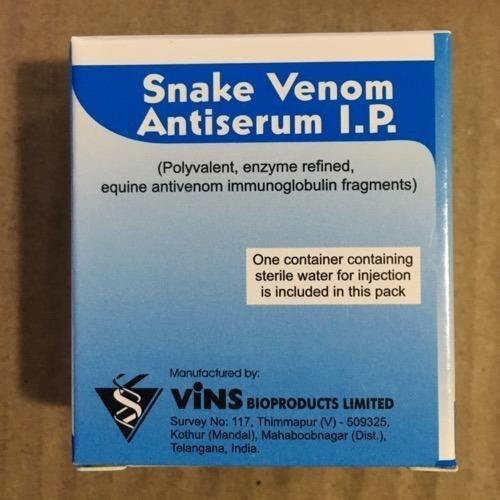 Snake Venom
Antiserum I.P.
(Polyvalent, enzyme refined,
equine antivenom immunoglobulin fragments)
One container containing
sterile water for injection
is included in this pack
Manufactured by:
ViNS BIOPRODUCTS LIMITED
Survey No: 117, Thimmapur (V) - 509325,
Kothur (Mandal), Mahaboobnagar (Dist.),
Telangana, India.